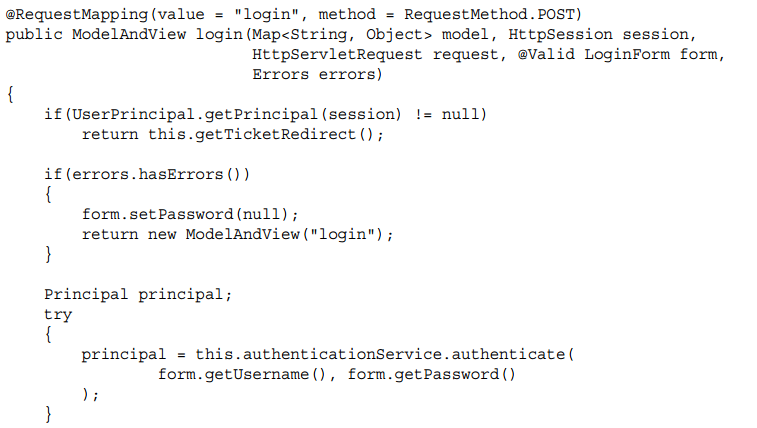 @RequestMapping(value = "login", method = RequestMethod.POST)
public ModelAndView login(Map<String, Object> model, HttpSession session,
                          HttpServletRequest request, @Valid LoginForm form,
                          Errors errors)
{
    if(UserPrincipal.getPrincipal(session) != null)
        return this.getTicketRedirect();

    if(errors.hasErrors())
    {
        form.setPassword(null);
        return new ModelAndView("login");
    }

    Principal principal;
    try
    {
        principal = this.authenticationService.authenticate(
                form.getUsername(), form.getPassword()
        );
    }